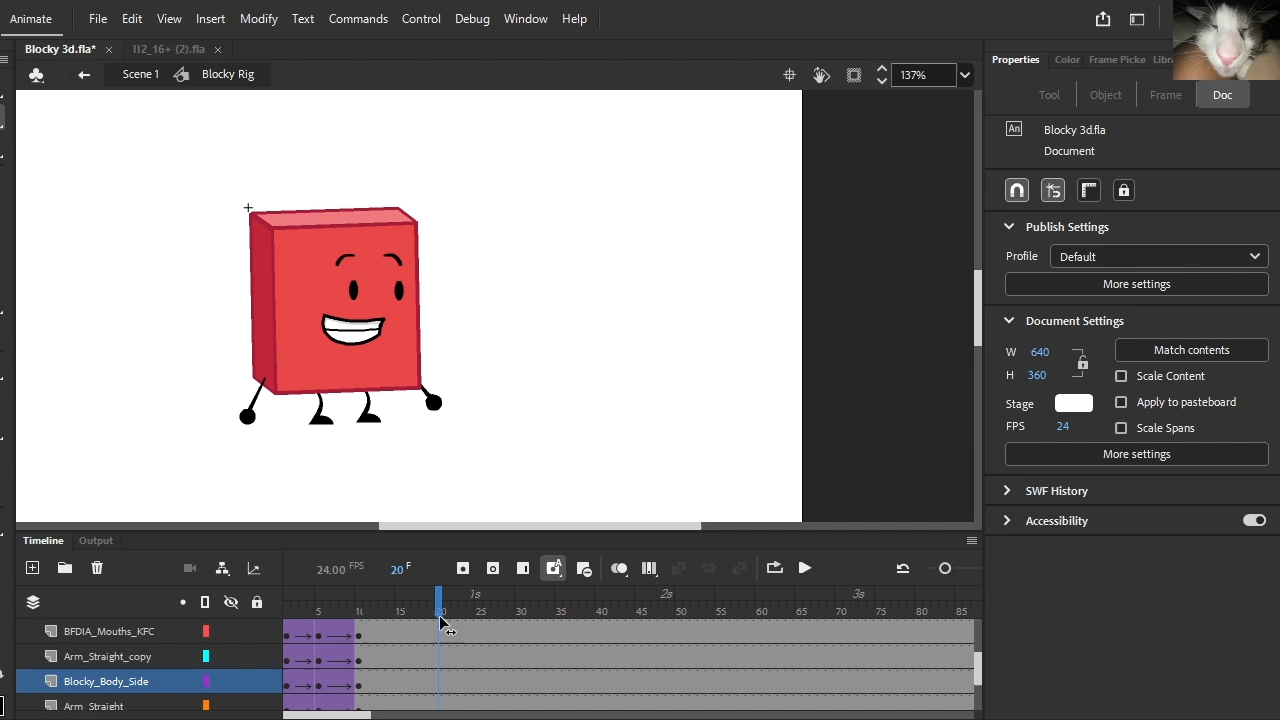 Animate File Edit View Insert Modify Text Commands Control Debug Window Help
Blocky 3d.fla* × II2_16+ (2).fla ×
Scene 1 Blocky Rig 137%
Properties Color Frame Picke Libra
Tool Object Frame Doc
An Blocky 3d.fla
Document
Publish Settings
Profile Default
More settings
Document Settings
W 640 Match contents
H 360 Scale Content
Stage Apply to pasteboard
FPS 24 Scale Spans
More settings
SWF History
Accessibility
Timeline Output
24.00 FPS 20 F
1s 2s 3s
5 10 15 20 25 30 35 40 45 50 55 60 65 70 75 80 85
BFDIA_Mouths_KFC
Arm_Straight_copy
Blocky_Body_Side
Arm_Straight